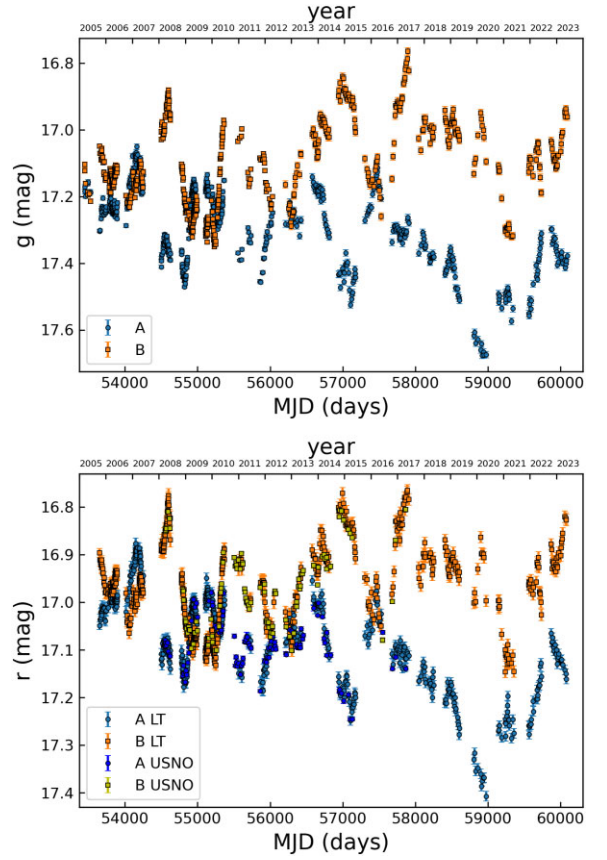 year
2005 2006 2007 2008 2009 2010 2011 2012 2013 2014 2015 2016 2017 2018 2019 2020 2021 2022 2023
16.8
17.0
17.2
17.4
17.6
g (mag)
A
B
54000 55000 56000 57000 58000 59000 60000
MJD (days)
year
2005 2006 2007 2008 2009 2010 2011 2012 2013 2014 2015 2016 2017 2018 2019 2020 2021 2022 2023
16.8
16.9
17.0
17.1
17.2
17.3
17.4
r (mag)
A LT
B LT
A USNO
B USNO
54000 55000 56000 57000 58000 59000 60000
MJD (days)